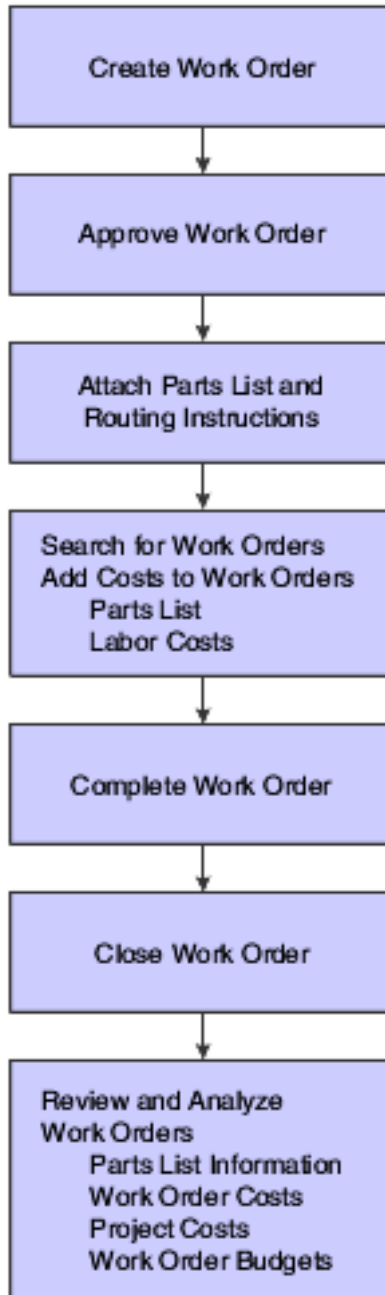 Create Work Order
Approve Work Order
Attach Parts List and
Routing Instructions
Search for Work Orders
Add Costs to Work Orders
Parts List
Labor Costs
Complete Work Order
Close Work Order
Review and Analyze
Work Orders
Parts List Information
Work Order Costs
Project Costs
Work Order Budgets